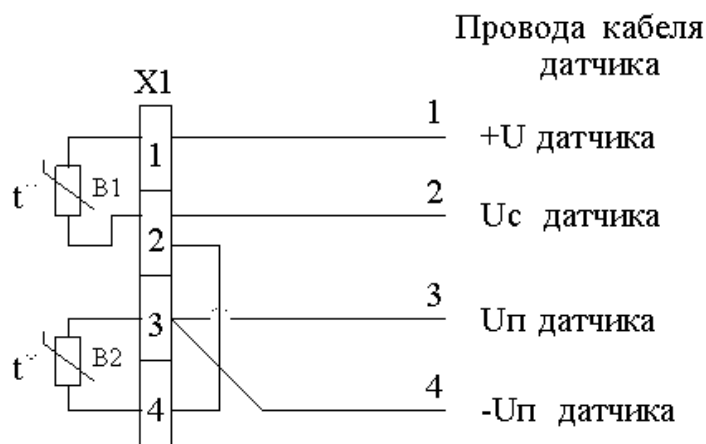 Провода кабеля
датчика
X1
1
+U датчика
1
t°
B1
2
Uс датчика
2
3
Uп датчика
3
t°
B2
4
-Uп датчика
4